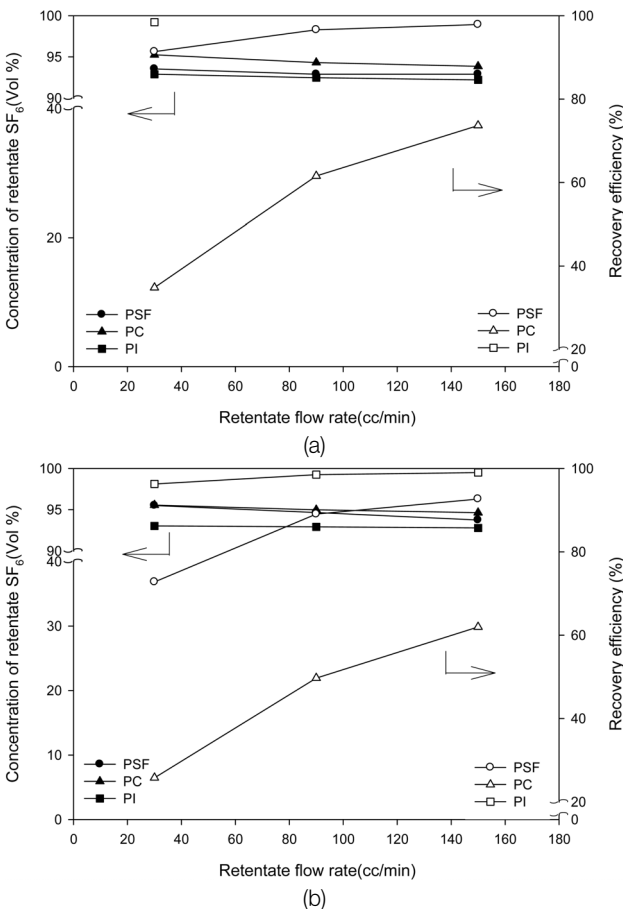 100
95
90
40
20
0
100
80
60
40
20
0
Concentration of retentate SF6(Vol %)
Recovery efficiency (%)
PSF
PC
PI
PSF
PC
PI
0 20 40 60 80 100 120 140 160 180
Retentate flow rate(cc/min)
(a)
100
95
90
40
30
20
10
0
100
80
60
40
20
0
Concentration of retentate SF6(Vol %)
Recovery efficiency (%)
PSF
PC
PI
PSF
PC
PI
0 20 40 60 80 100 120 140 160 180
Retentate flow rate(cc/min)
(b)